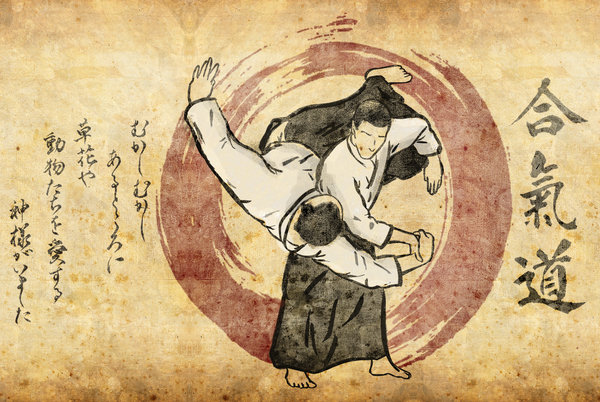 合氣道
むかしむかし
あるところに
草花や
動物たちを愛する
神様がいました